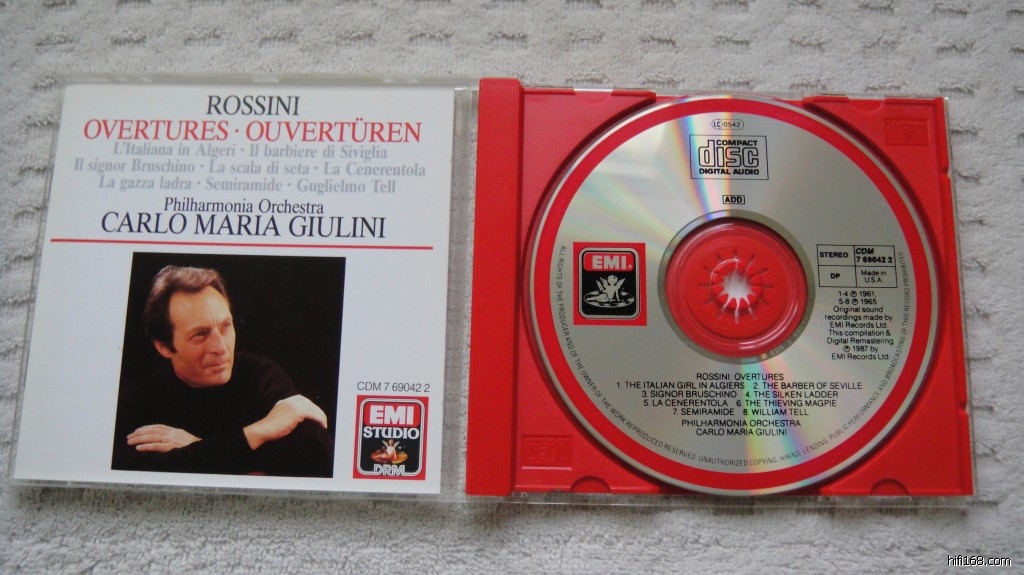 ROSSINI
OVERTURES · OUVERTÜREN
L'Italiana in Algeri · Il barbiere di Siviglia
Il signor Bruschino · La scala di seta · La Cenerentola
La gazza ladra · Semiramide · Guglielmo Tell
Philharmonia Orchestra
CARLO MARIA GIULINI
CDM 7 69042 2
EMI
STUDIO
DRM
LC 0542
COMPACT
disc
DIGITAL AUDIO
ADD
EMI
STEREO
CDM
7 69042 2
DP
Made in
U.S.A.
1-4 ℗ 1961,
5-8 ℗ 1965
Original sound
recordings made by
EMI Records Ltd.
This compilation &
Digital Remastering
℗ 1987 by
EMI Records Ltd.
ROSSINI: OVERTURES
1. THE ITALIAN GIRL IN ALGIERS 2. THE BARBER OF SEVILLE
3. SIGNOR BRUSCHINO 4. THE SILKEN LADDER
5. LA CENERENTOLA 6. THE THIEVING MAGPIE
7. SEMIRAMIDE 8. WILLIAM TELL
PHILHARMONIA ORCHESTRA
CARLO MARIA GIULINI
ALL RIGHTS OF THE PRODUCER AND OF THE OWNER OF THE WORK REPRODUCED RESERVED. UNAUTHORIZED COPYING, HIRING, LENDING, PUBLIC PERFORMANCE AND BROADCASTING OF THIS RECORD PROHIBITED
hifi168.com